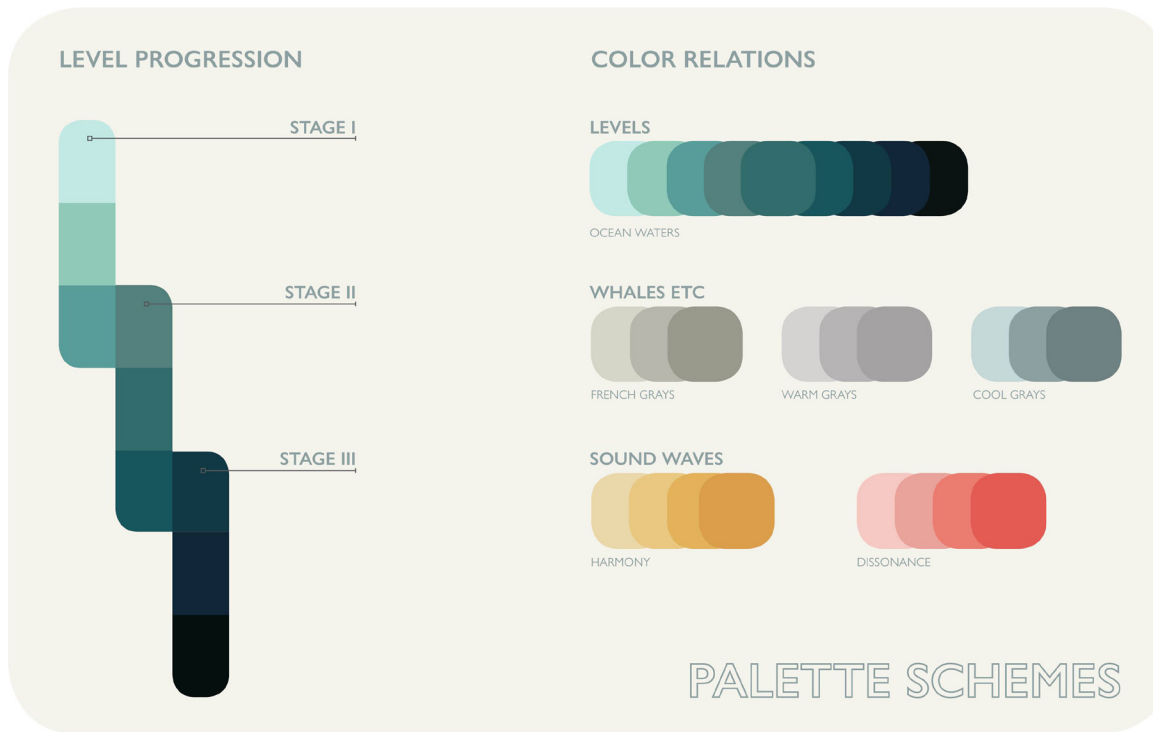 LEVEL PROGRESSION
STAGE I
STAGE II
STAGE III
COLOR RELATIONS
LEVELS
OCEAN WATERS
WHALES ETC
FRENCH GRAYS
WARM GRAYS
COOL GRAYS
SOUND WAVES
HARMONY
DISSONANCE
PALETTE SCHEMES